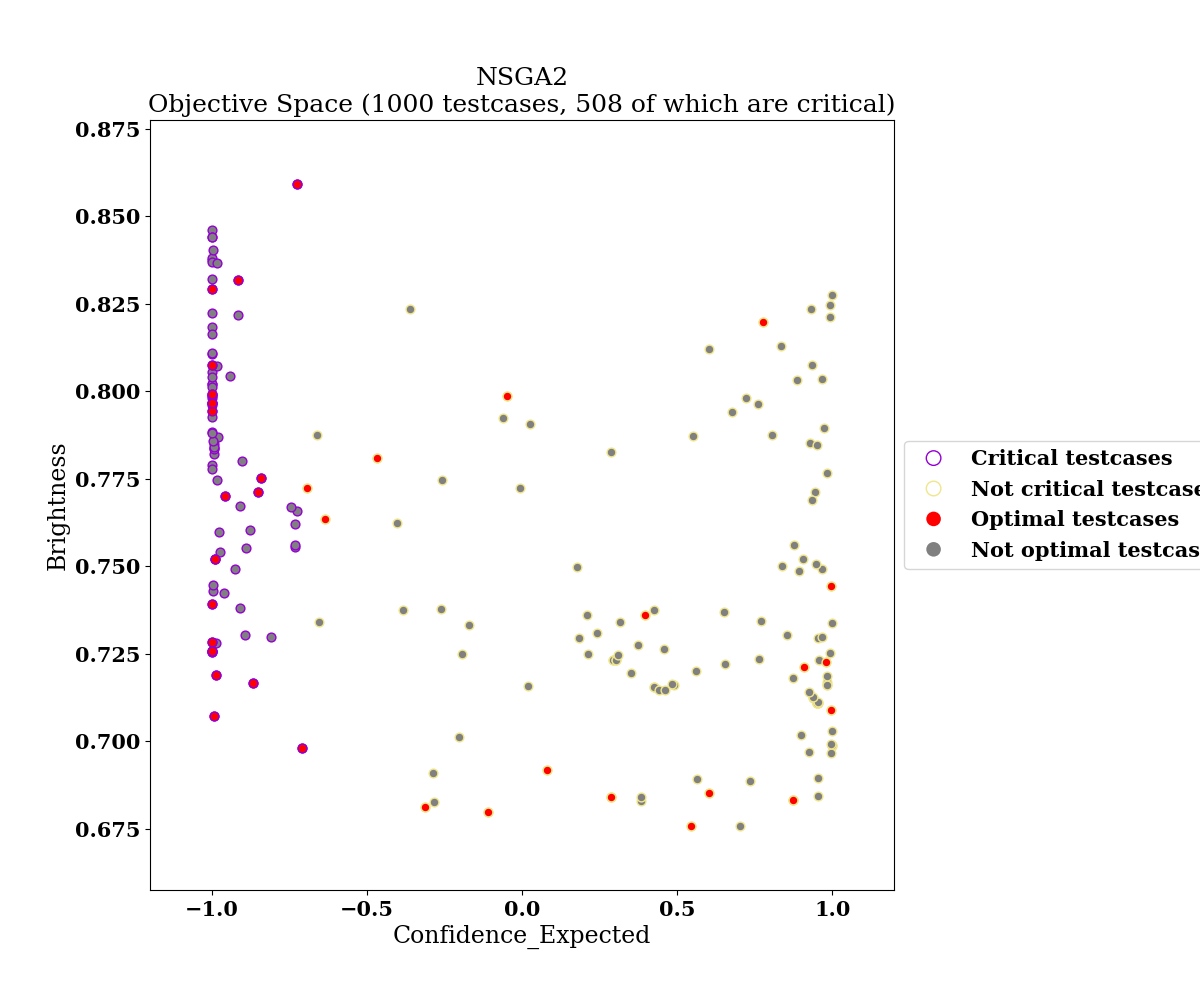 NSGA2
Objective Space (1000 testcases, 508 of which are critical)
0.875
0.850
0.825
0.800
0.775
0.750
0.725
0.700
0.675
Brightness
−1.0
−0.5
0.0
0.5
1.0
Confidence_Expected
Critical testcases
Not critical testcase
Optimal testcases
Not optimal testcas